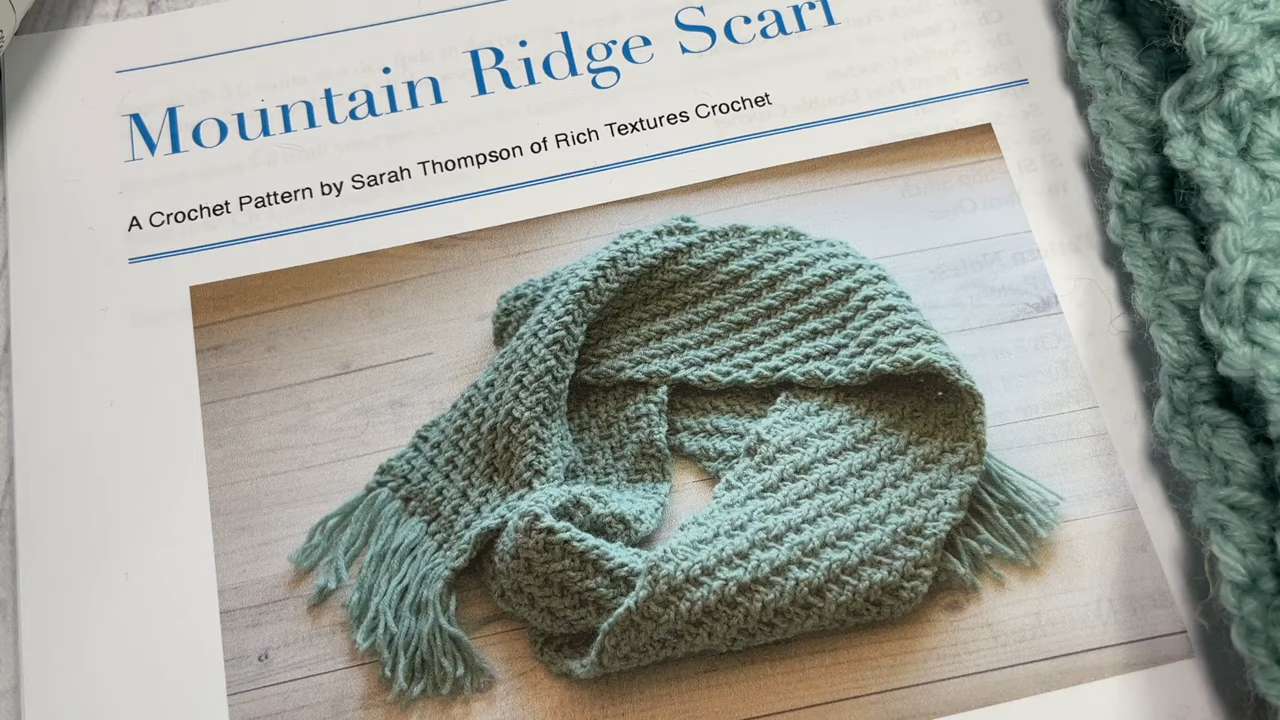 Mountain Ridge Scarf
A Crochet Pattern by Sarah Thompson of Rich Textures Crochet